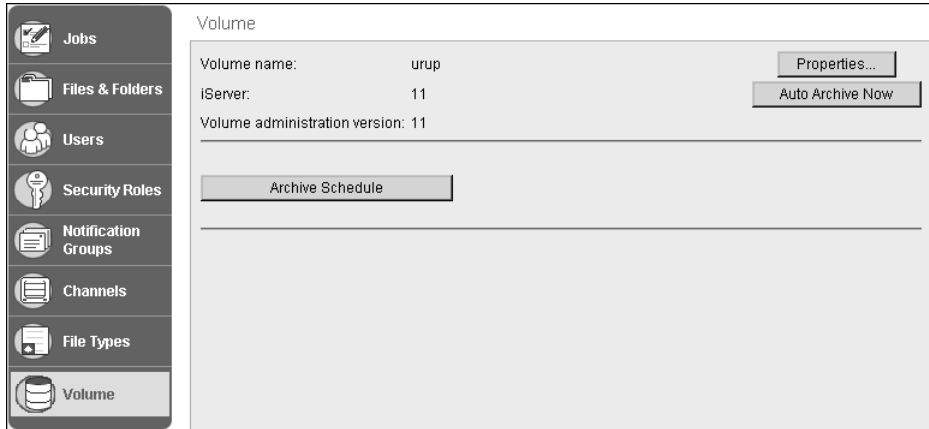 Jobs
Files & Folders
Users
Security Roles
Notification
Groups
Channels
File Types
Volume
Volume
Volume name: urup
Properties...
iServer: 11
Auto Archive Now
Volume administration version: 11
Archive Schedule